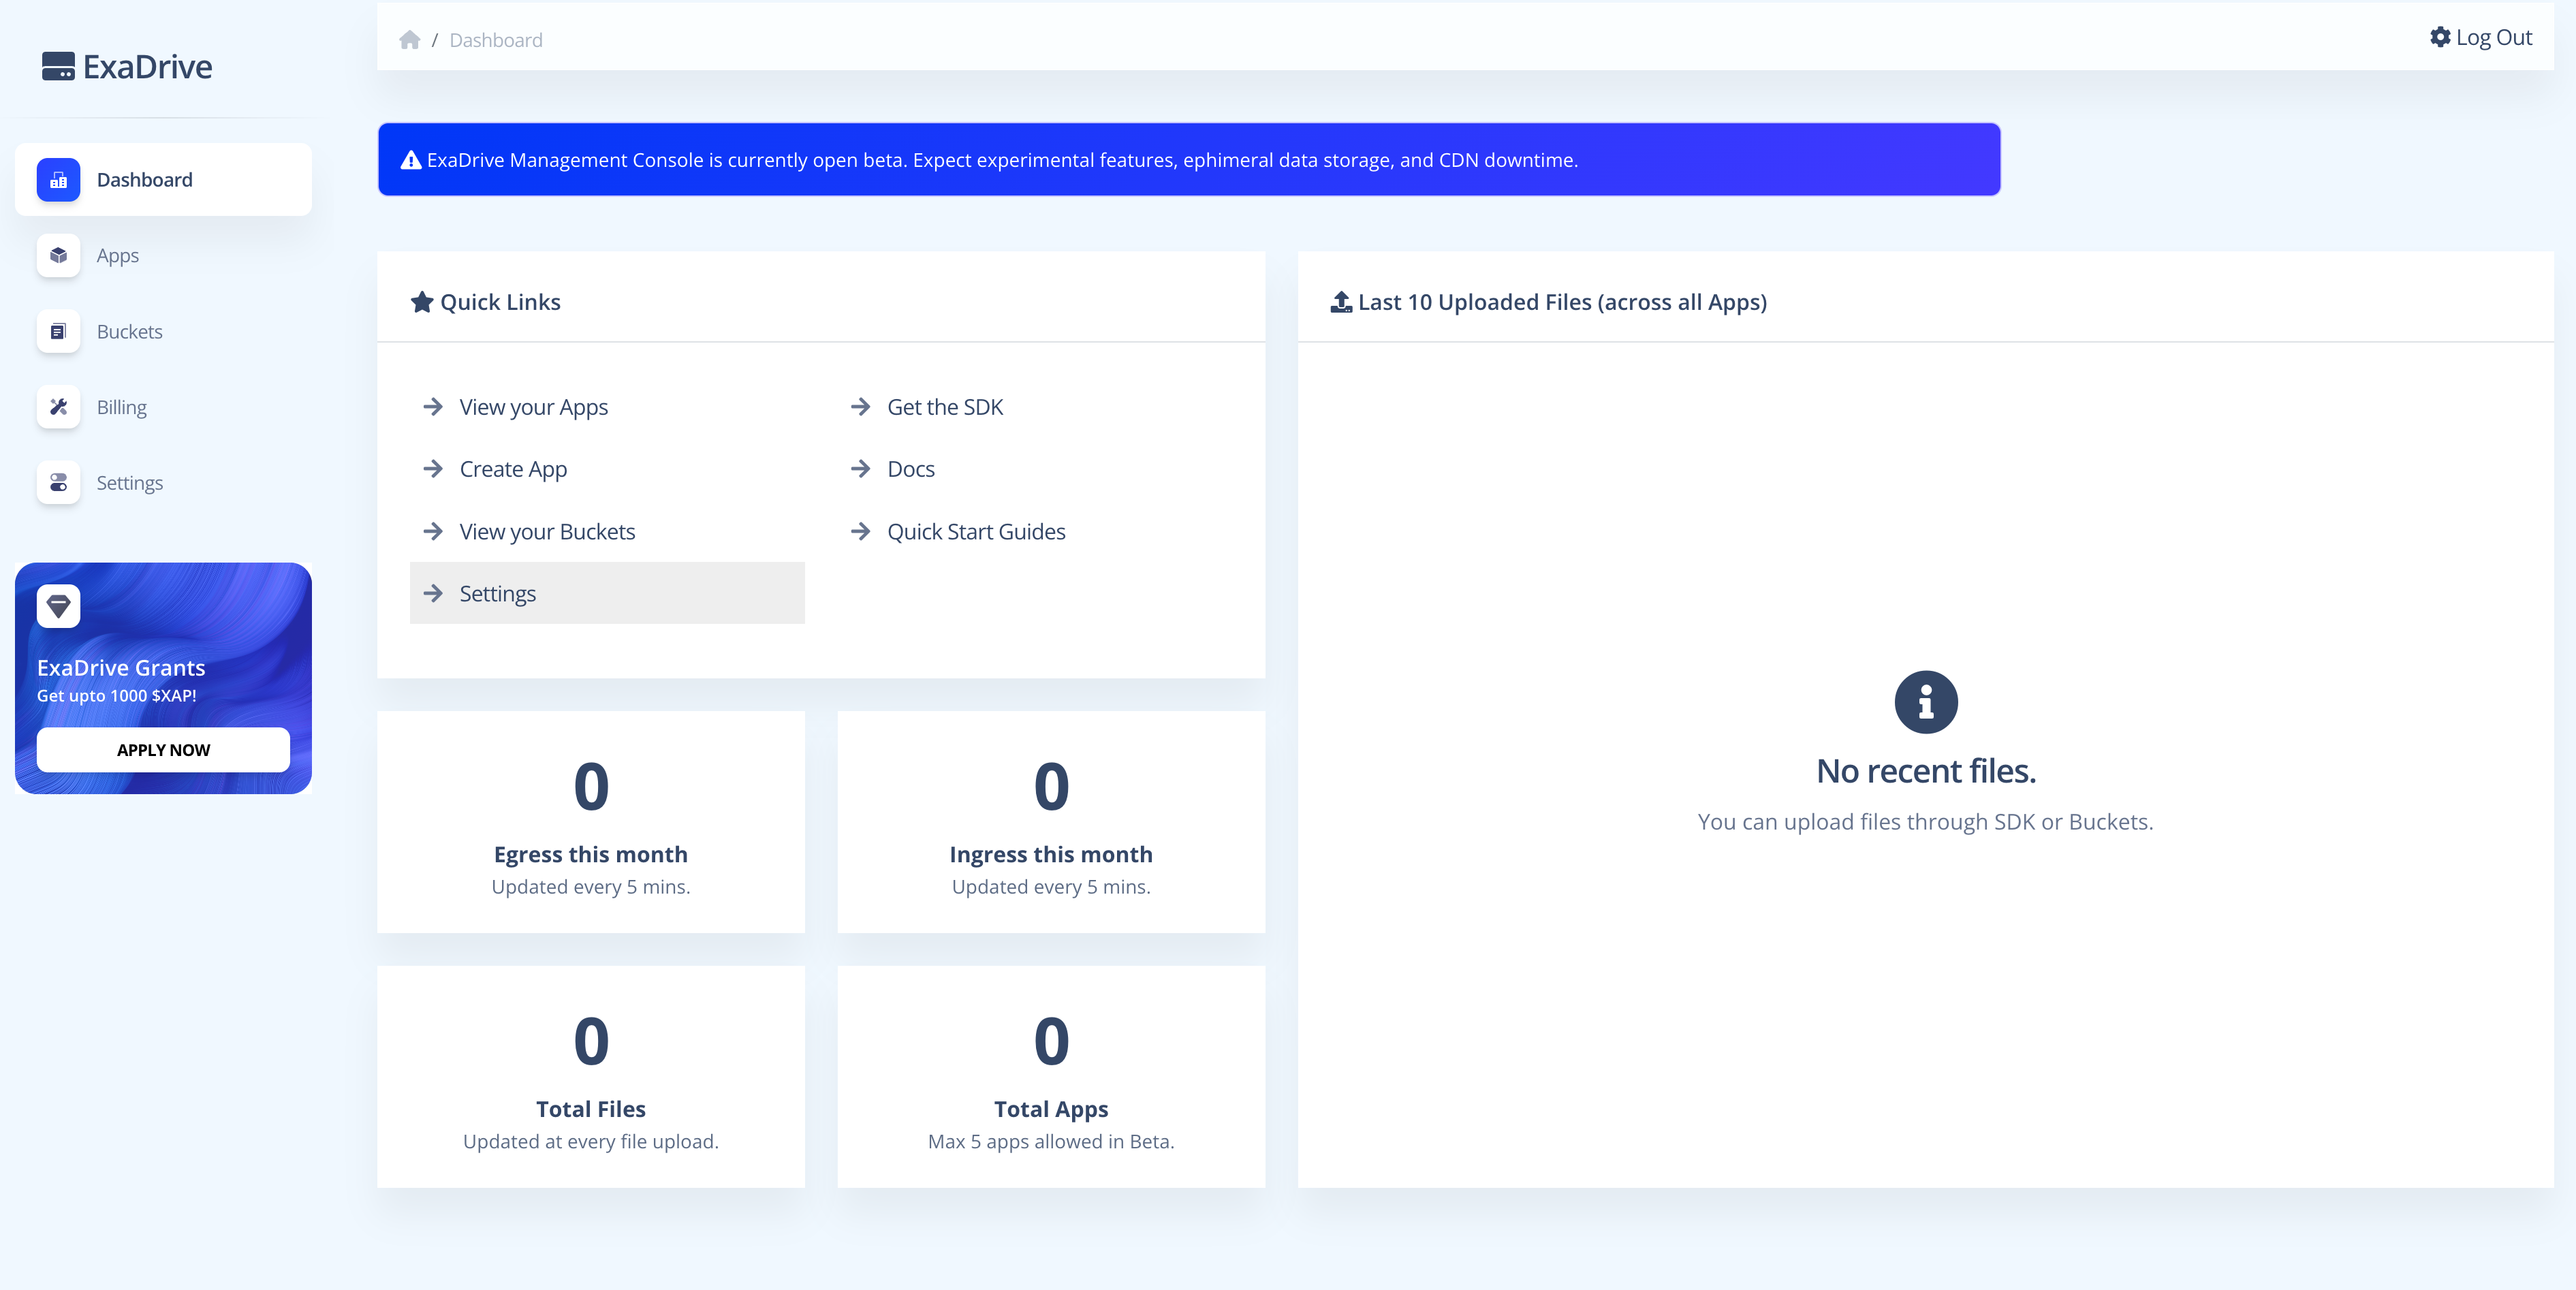 ExaDrive
Dashboard
Apps
Buckets
Billing
Settings
ExaDrive Grants
Get upto 1000 $XAP!
APPLY NOW
/ Dashboard
Log Out
ExaDrive Management Console is currently open beta. Expect experimental features, ephimeral data storage, and CDN downtime.
Quick Links
View your Apps
Create App
View your Buckets
Settings
Get the SDK
Docs
Quick Start Guides
0
Egress this month
Updated every 5 mins.
0
Ingress this month
Updated every 5 mins.
0
Total Files
Updated at every file upload.
0
Total Apps
Max 5 apps allowed in Beta.
Last 10 Uploaded Files (across all Apps)
No recent files.
You can upload files through SDK or Buckets.